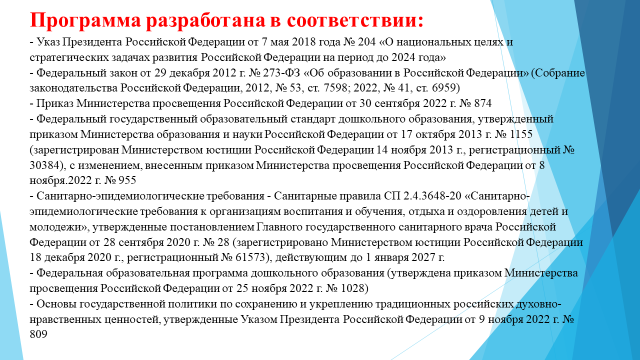 Программа разработана в соответствии:
- Указ Президента Российской Федерации от 7 мая 2018 года № 204 «О национальных целях и
стратегических задачах развития Российской Федерации на период до 2024 года»
- Федеральный закон от 29 декабря 2012 г. № 273-ФЗ «Об образовании в Российской Федерации» (Собрание
законодательства Российской Федерации, 2012, № 53, ст. 7598; 2022, № 41, ст. 6959)
- Приказ Министерства просвещения Российской Федерации от 30 сентября 2022 г. № 874
- Федеральный государственный образовательный стандарт дошкольного образования, утвержденный
приказом Министерства образования и науки Российской Федерации от 17 октября 2013 г. № 1155
(зарегистрирован Министерством юстиции Российской Федерации 14 ноября 2013 г., регистрационный №
30384), с изменением, внесенным приказом Министерства просвещения Российской Федерации от 8
ноября.2022 г. № 955
- Санитарно-эпидемиологические требования - Санитарные правила СП 2.4.3648-20 «Санитарно-
эпидемиологические требования к организациям воспитания и обучения, отдыха и оздоровления детей и
молодежи», утвержденные постановлением Главного государственного санитарного врача Российской
Федерации от 28 сентября 2020 г. № 28 (зарегистрировано Министерством юстиции Российской Федерации
18 декабря 2020 г., регистрационный № 61573), действующим до 1 января 2027 г.
- Федеральная образовательная программа дошкольного образования (утверждена приказом Министерства
просвещения Российской Федерации от 25 ноября 2022 г. № 1028)
- Основы государственной политики по сохранению и укреплению традиционных российских духовно-
нравственных ценностей, утвержденные Указом Президента Российской Федерации от 9 ноября 2022 г. №
809